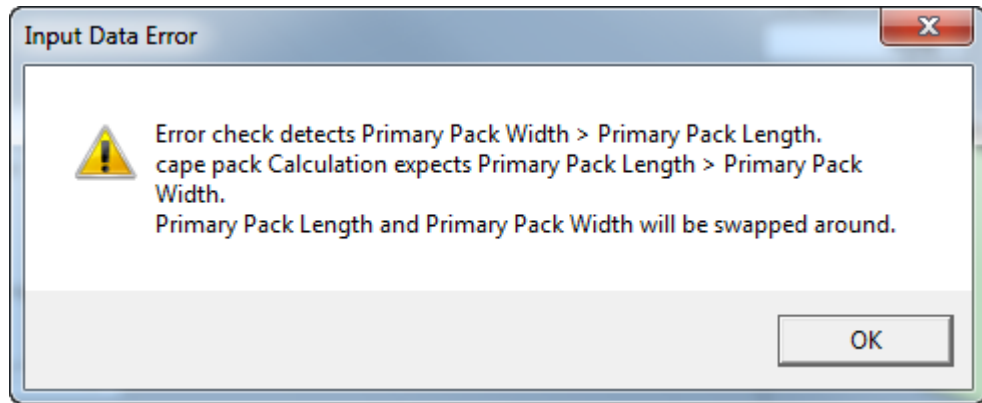 Input Data Error
Error check detects Primary Pack Width > Primary Pack Length.
cape pack Calculation expects Primary Pack Length > Primary Pack
Width.
Primary Pack Length and Primary Pack Width will be swapped around.
OK